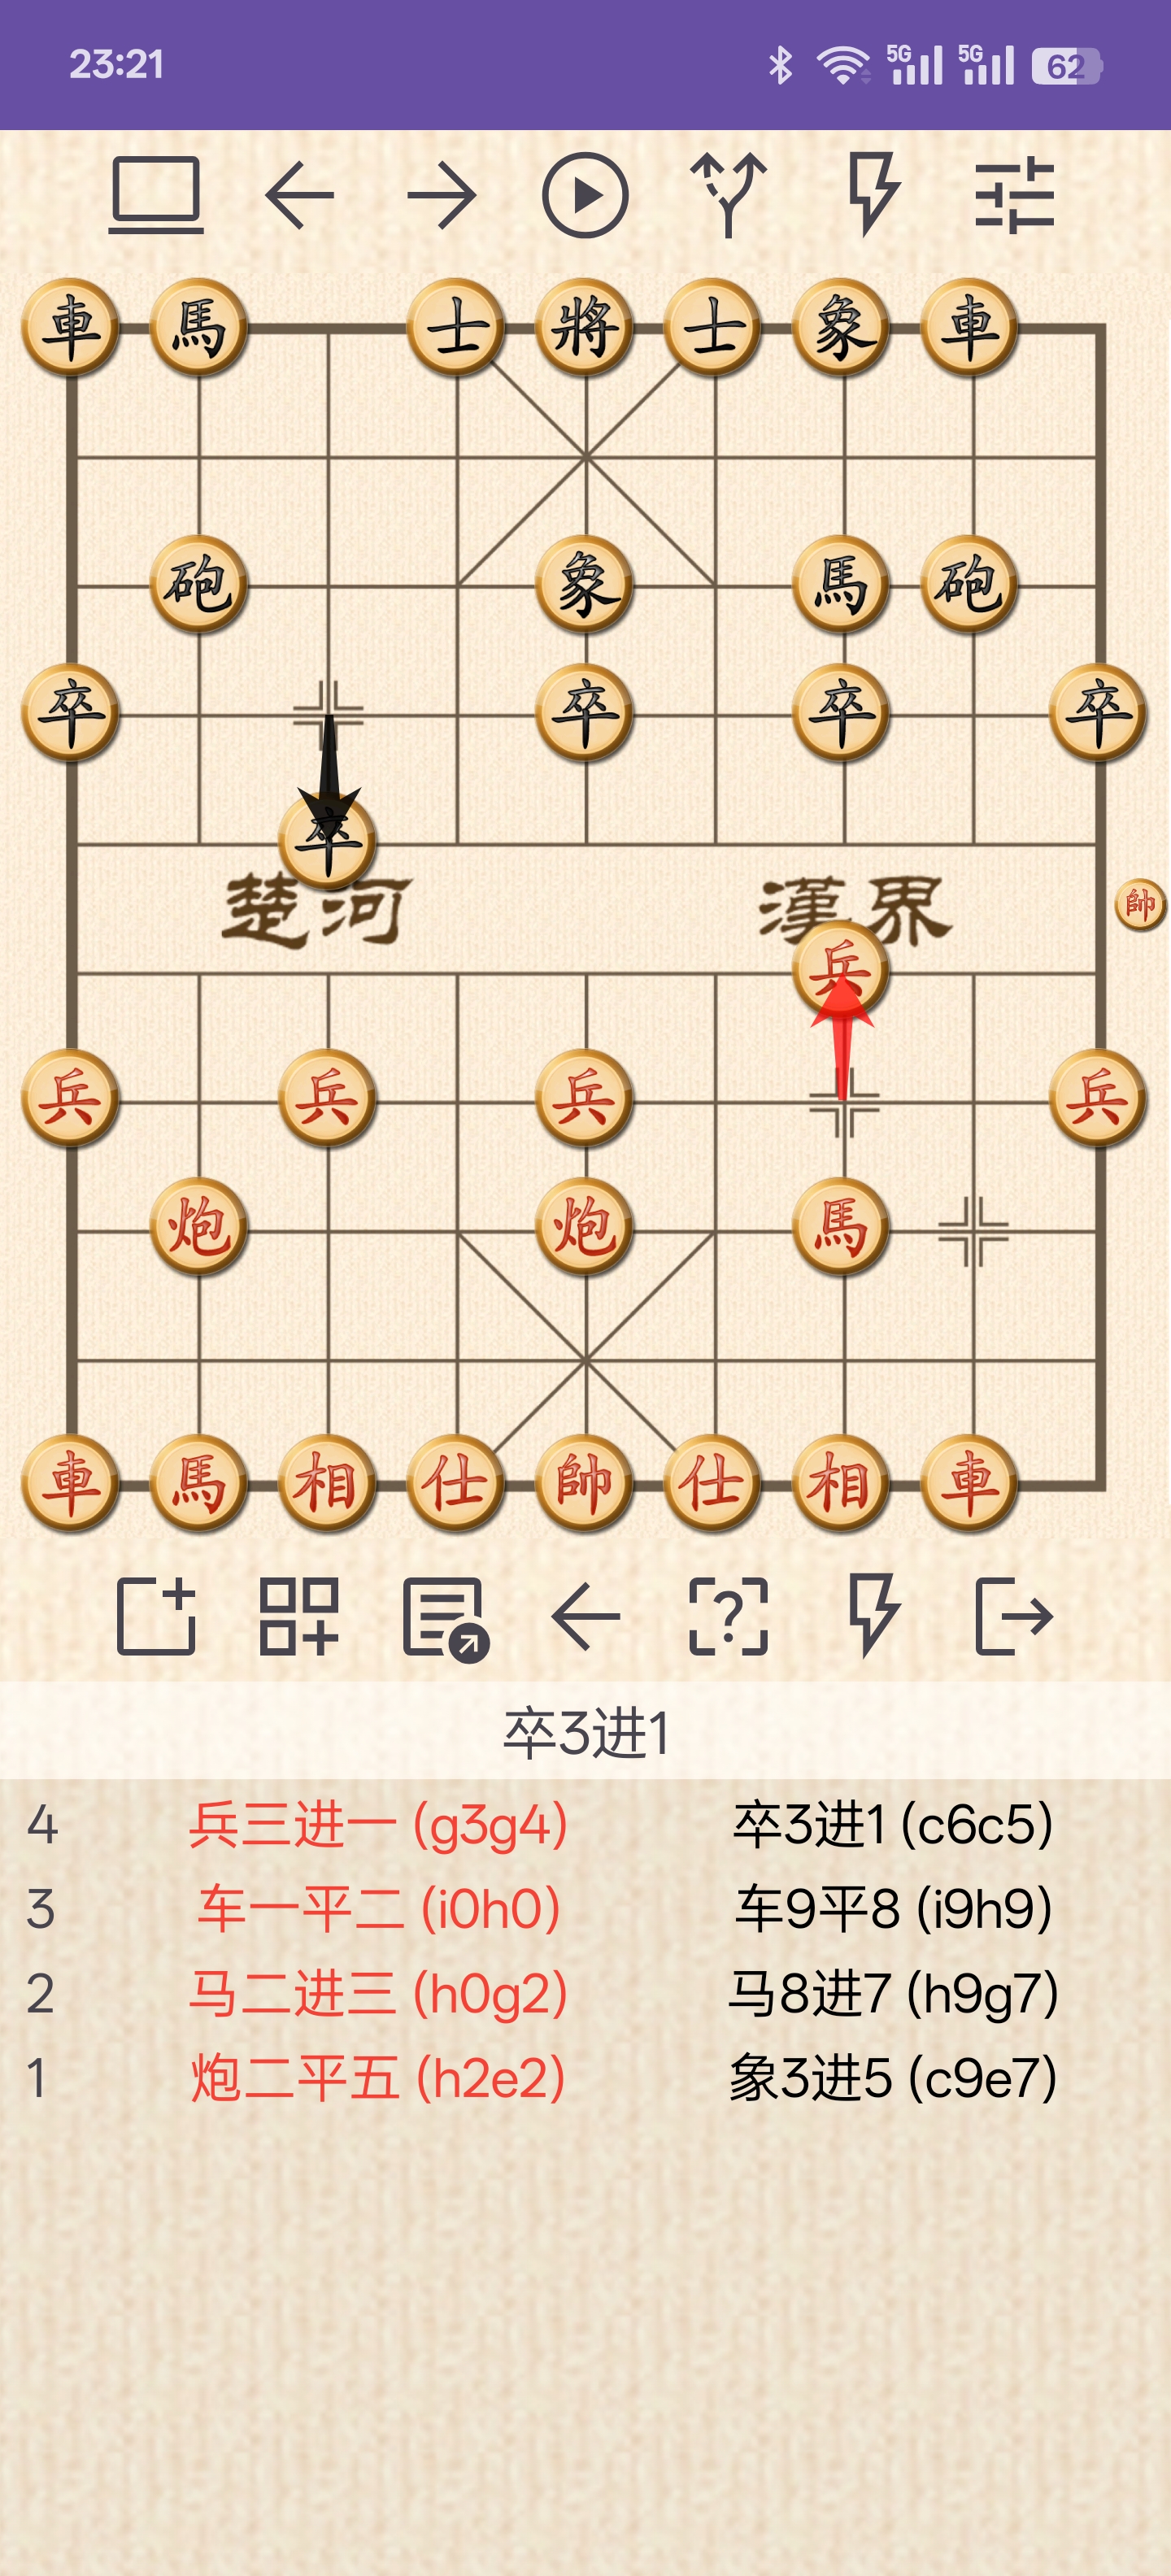 23:21 5G 5G 62
車 馬 士 將 士 象 車
砲 象 馬 砲
卒 卒 卒 卒
卒
楚河 漢界
帥
兵
兵 兵 兵 兵
炮 炮 馬
車 馬 相 仕 帥 仕 相 車
卒3进1
4 兵三进一 (g3g4) 卒3进1 (c6c5)
3 车一平二 (i0h0) 车9平8 (i9h9)
2 马二进三 (h0g2) 马8进7 (h9g7)
1 炮二平五 (h2e2) 象3进5 (c9e7)